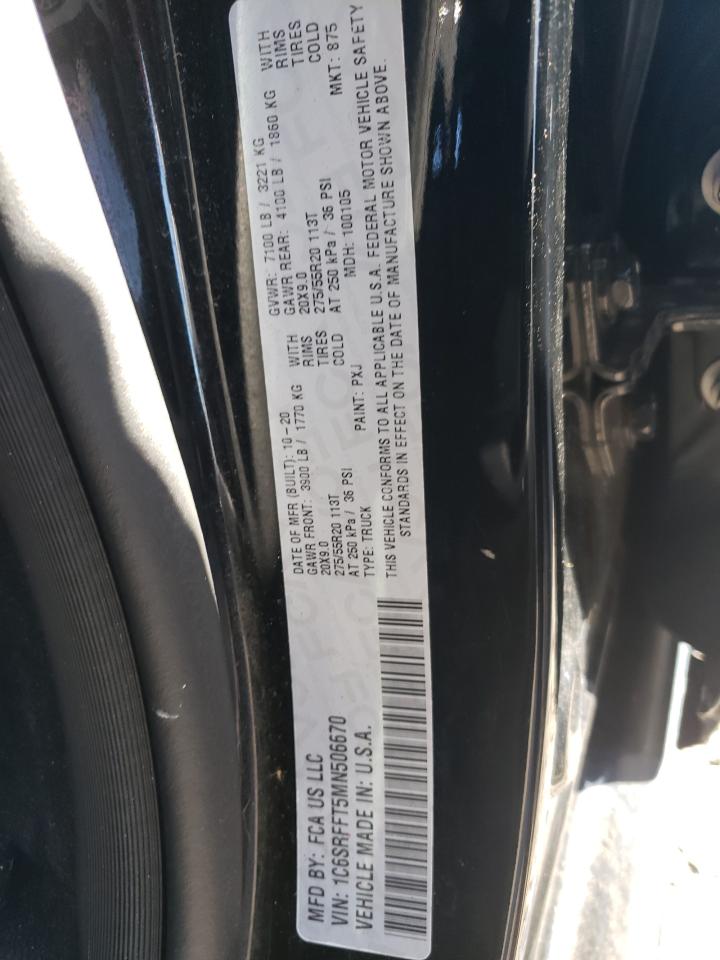 MFD BY: FCA US LLC
VIN: 1C6SRFFT5MN506670
VEHICLE MADE IN: U.S.A.
DATE OF MFR (BUILT): 10-20 GVWR: 7100 LB / 3221 KG
GAWR FRONT: 3900 LB / 1770 KG WITH GAWR REAR: 4100 LB / 1860 KG WITH
20X9.0 RIMS 20X9.0 RIMS
275/55R20 113T TIRES 275/55R20 113T TIRES
AT 250 kPa / 36 PSI COLD AT 250 kPa / 36 PSI COLD
TYPE: TRUCK PAINT: PXJ MDH: 100105 MKT: 875
THIS VEHICLE CONFORMS TO ALL APPLICABLE U.S.A. FEDERAL MOTOR VEHICLE SAFETY
STANDARDS IN EFFECT ON THE DATE OF MANUFACTURE SHOWN ABOVE.